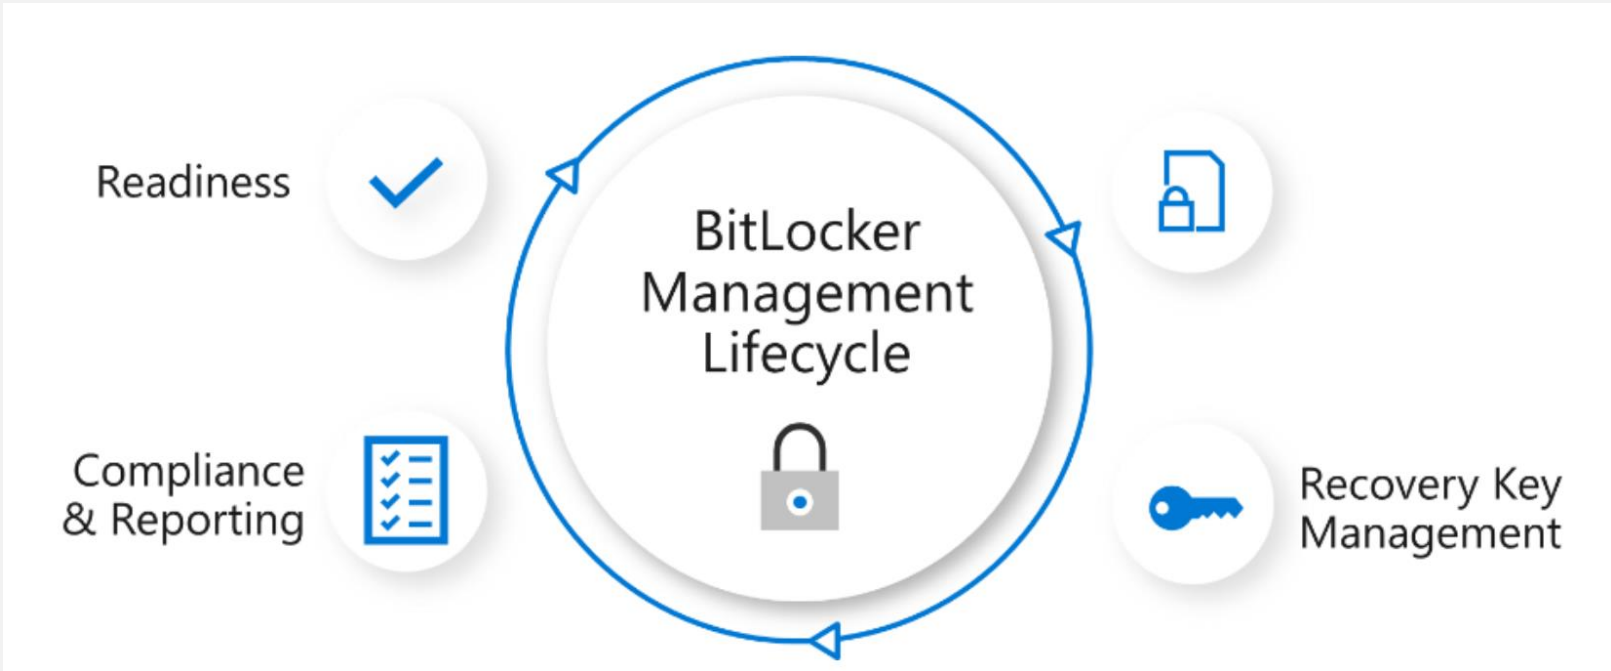 Readiness
BitLocker
Management
Lifecycle
Compliance
& Reporting
Recovery Key
Management